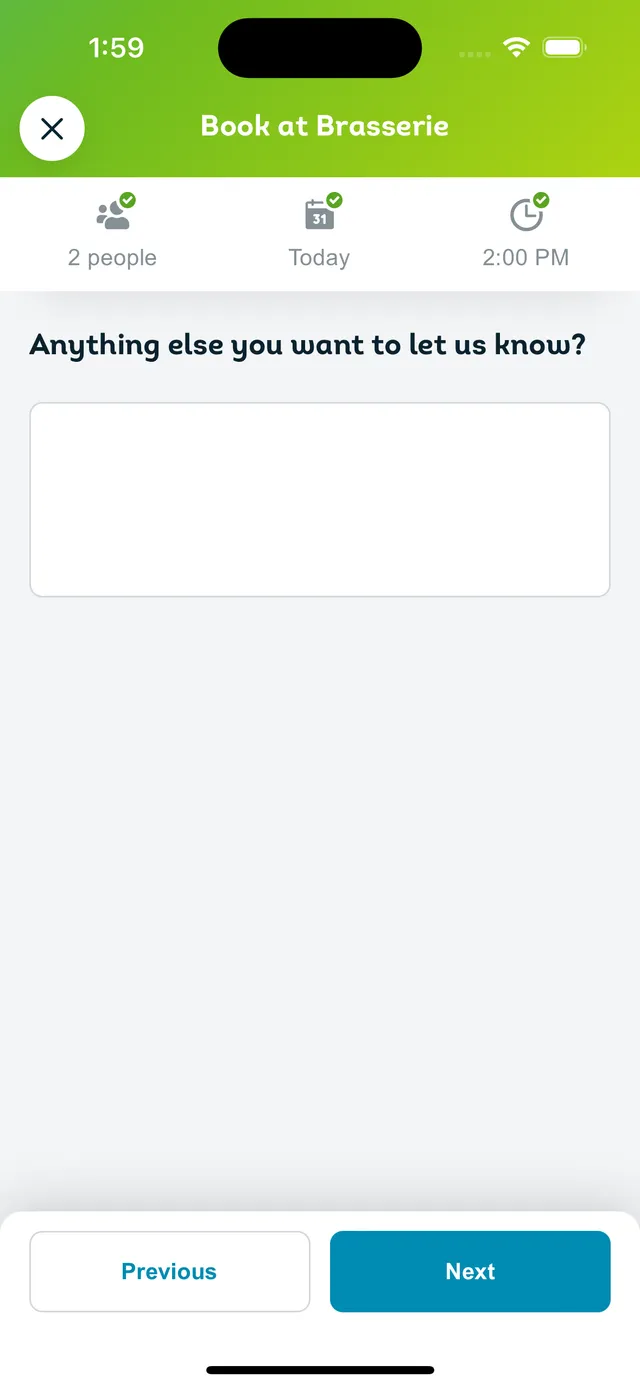 1:59
Book at Brasserie
31
2 people
Today
2:00 PM
Anything else you want to let us know?
Previous
Next